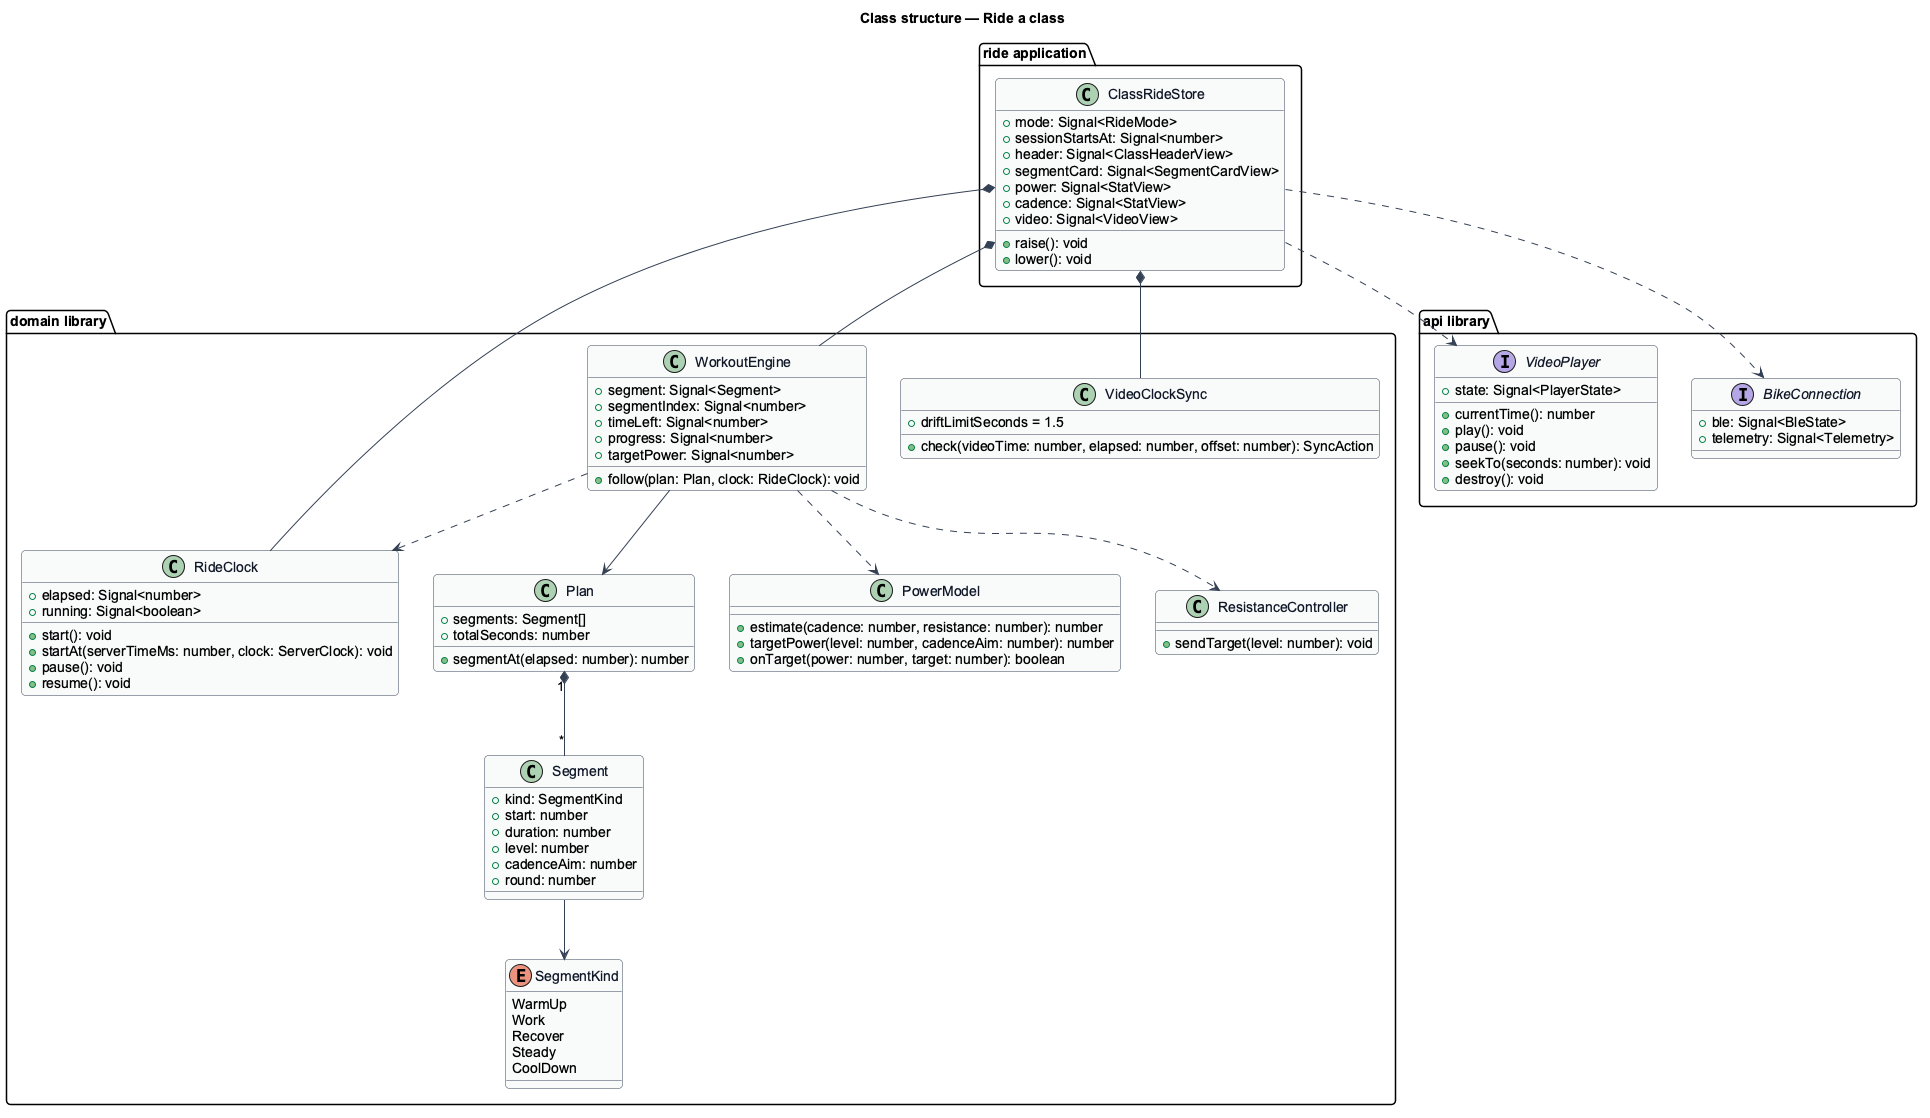 Class structure — Ride a class
ride application
C ClassRideStore
mode: Signal<RideMode>
sessionStartsAt: Signal<number>
header: Signal<ClassHeaderView>
segmentCard: Signal<SegmentCardView>
power: Signal<StatView>
cadence: Signal<StatView>
video: Signal<VideoView>
raise(): void
lower(): void
domain library
C WorkoutEngine
segment: Signal<Segment>
segmentIndex: Signal<number>
timeLeft: Signal<number>
progress: Signal<number>
targetPower: Signal<number>
follow(plan: Plan, clock: RideClock): void
C VideoClockSync
driftLimitSeconds = 1.5
check(videoTime: number, elapsed: number, offset: number): SyncAction
api library
I VideoPlayer
state: Signal<PlayerState>
currentTime(): number
play(): void
pause(): void
seekTo(seconds: number): void
destroy(): void
I BikeConnection
ble: Signal<BleState>
telemetry: Signal<Telemetry>
C RideClock
elapsed: Signal<number>
running: Signal<boolean>
start(): void
startAt(serverTimeMs: number, clock: ServerClock): void
pause(): void
resume(): void
C Plan
segments: Segment[]
totalSeconds: number
segmentAt(elapsed: number): number
C PowerModel
estimate(cadence: number, resistance: number): number
targetPower(level: number, cadenceAim: number): number
onTarget(power: number, target: number): boolean
C ResistanceController
sendTarget(level: number): void
1
*
C Segment
kind: SegmentKind
start: number
duration: number
level: number
cadenceAim: number
round: number
E SegmentKind
WarmUp
Work
Recover
Steady
CoolDown